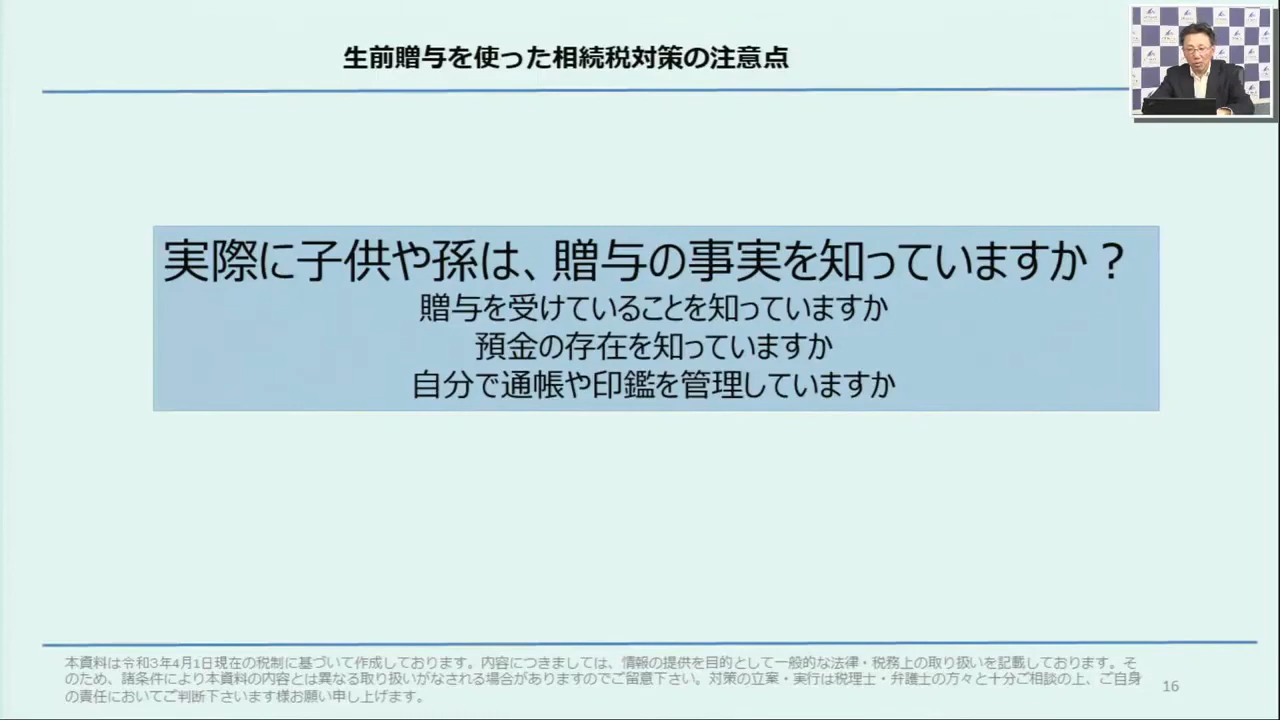 生前贈与を使った相続税対策の注意点
実際に子供や孫は、贈与の事実を知っていますか？
贈与を受けていることを知っていますか
預金の存在を知っていますか
自分で通帳や印鑑を管理していますか
本資料は令和3年4月1日現在の税制に基づいて作成しております。内容につきましては、情報の提供を目的として一般的な法律・税務上の取り扱いを記載しております。そ
のため、諸条件により本資料の内容とは異なる取り扱いがなされる場合がありますのでご留意下さい。対策の立案・実行は税理士・弁護士の方々と十分ご相談の上、ご自身
の責任においてご判断下さいます様お願い申し上げます。
16